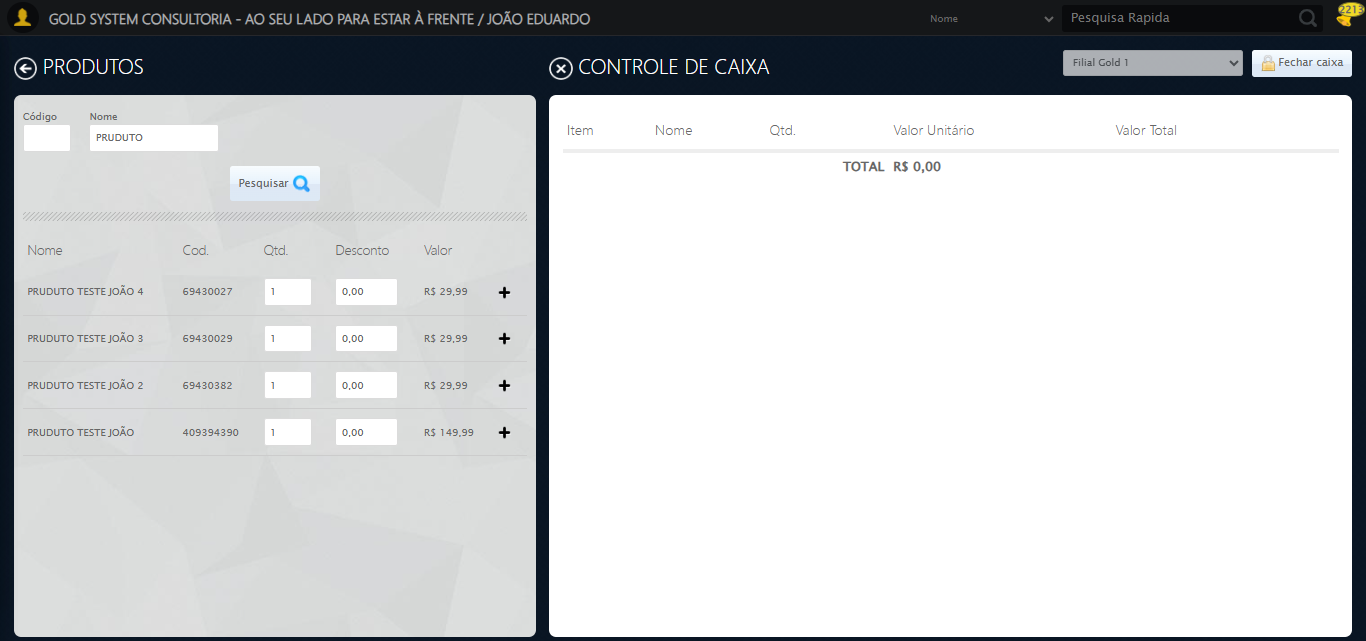 GOLD SYSTEM CONSULTORIA - AO SEU LADO PARA ESTAR À FRENTE / JOÃO EDUARDO
Nome
Pesquisa Rapida
2213
PRODUTOS
CONTROLE DE CAIXA
Filial Gold 1
Fechar caixa
Código Nome
PRUDUTO
Pesquisar
Nome Cod. Qtd. Desconto Valor
PRUDUTO TESTE JOÃO 4 69430027 1 0,00 R$ 29,99
PRUDUTO TESTE JOÃO 3 69430029 1 0,00 R$ 29,99
PRUDUTO TESTE JOÃO 2 69430382 1 0,00 R$ 29,99
PRUDUTO TESTE JOÃO 409394390 1 0,00 R$ 149,99
Item Nome Qtd. Valor Unitário Valor Total
TOTAL R$ 0,00